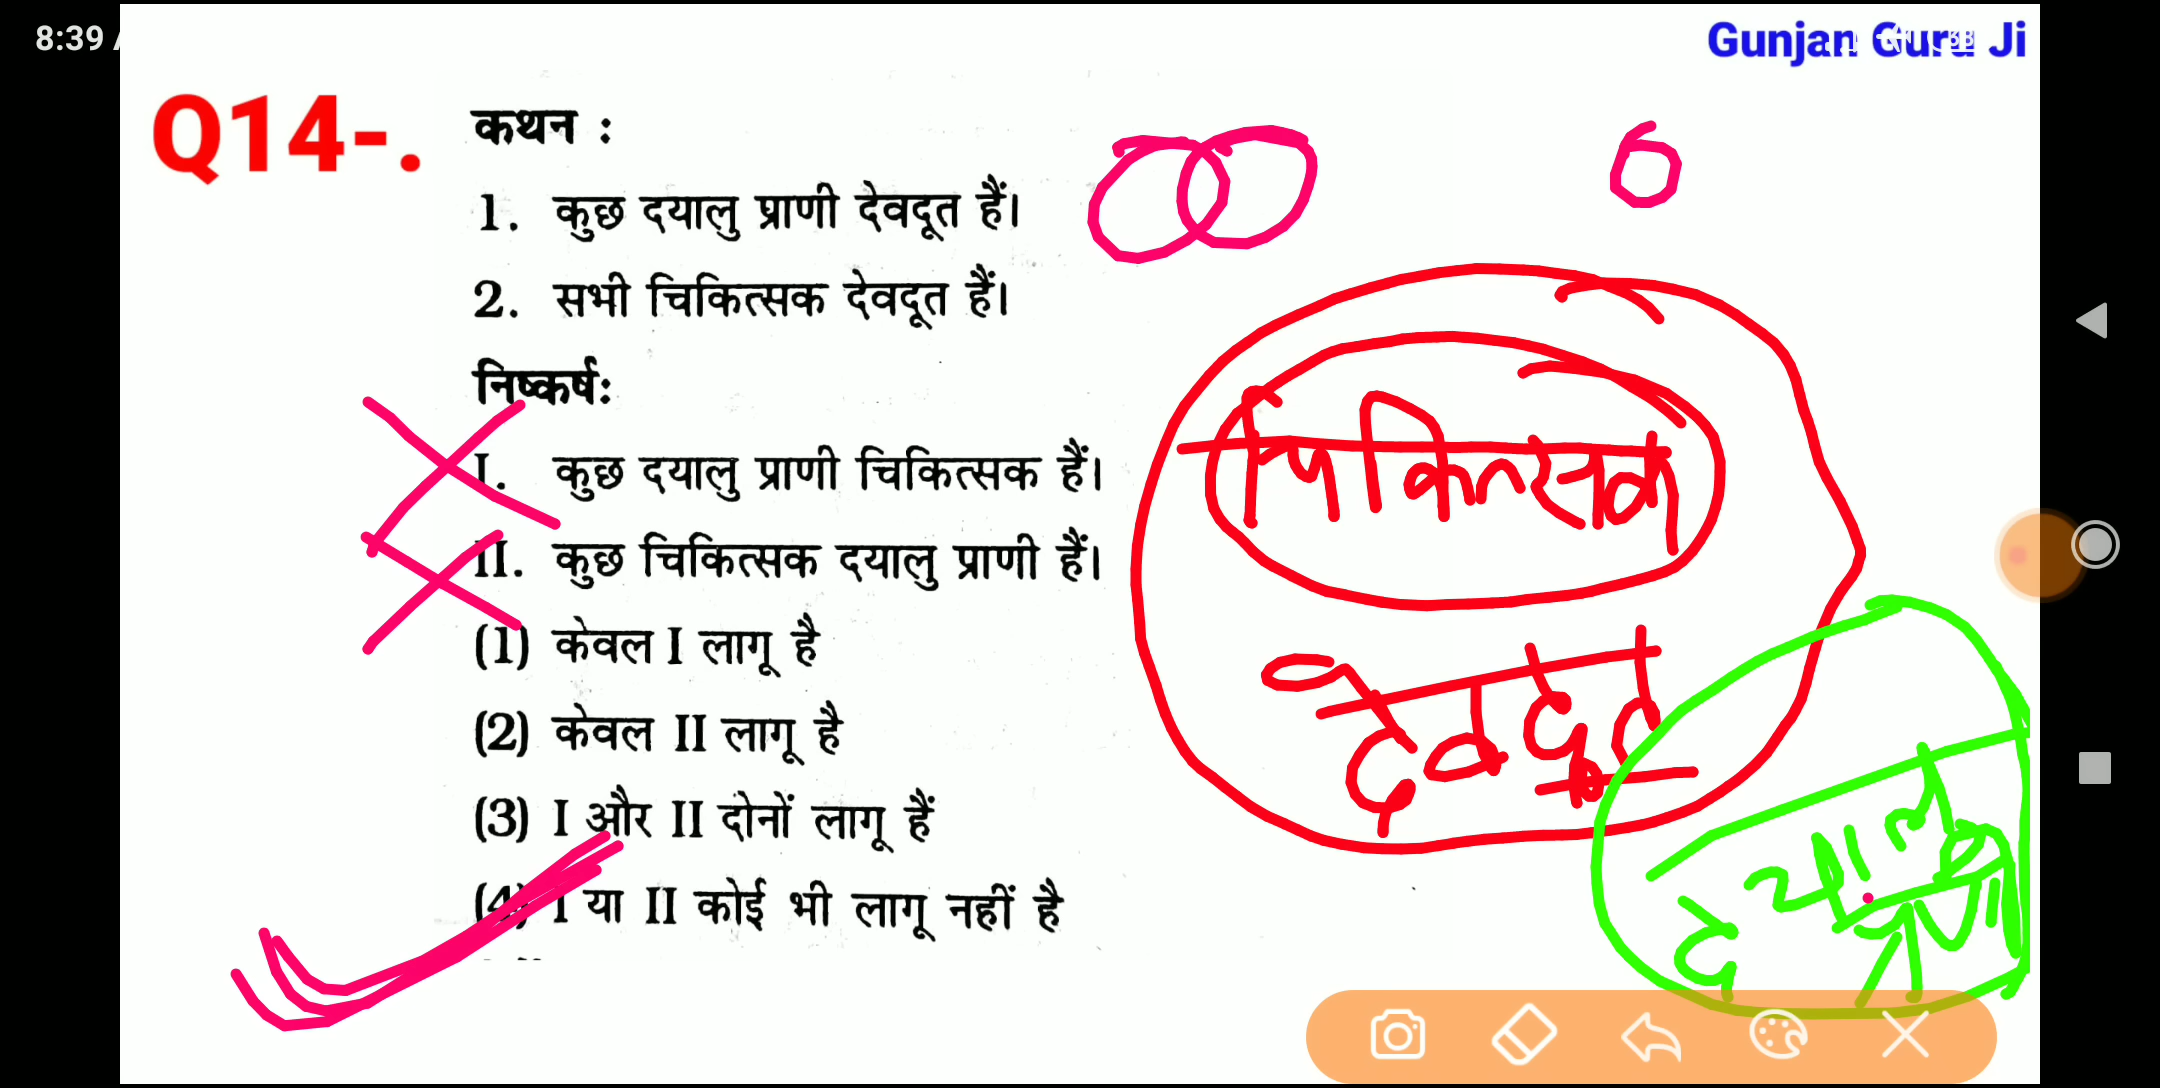 8:39
Gunjan Guru Ji
Q14-.
कथन :
1. कुछ दयालु प्राणी देवदूत हैं।
2. सभी चिकित्सक देवदूत हैं।
निष्कर्षः
I. कुछ दयालु प्राणी चिकित्सक हैं।
II. कुछ चिकित्सक दयालु प्राणी हैं।
(1) केवल I लागू है
(2) केवल II लागू है
(3) I और II दोनों लागू हैं
(4) I या II कोई भी लागू नहीं है
चिकित्सक
देवदूत
दयालु